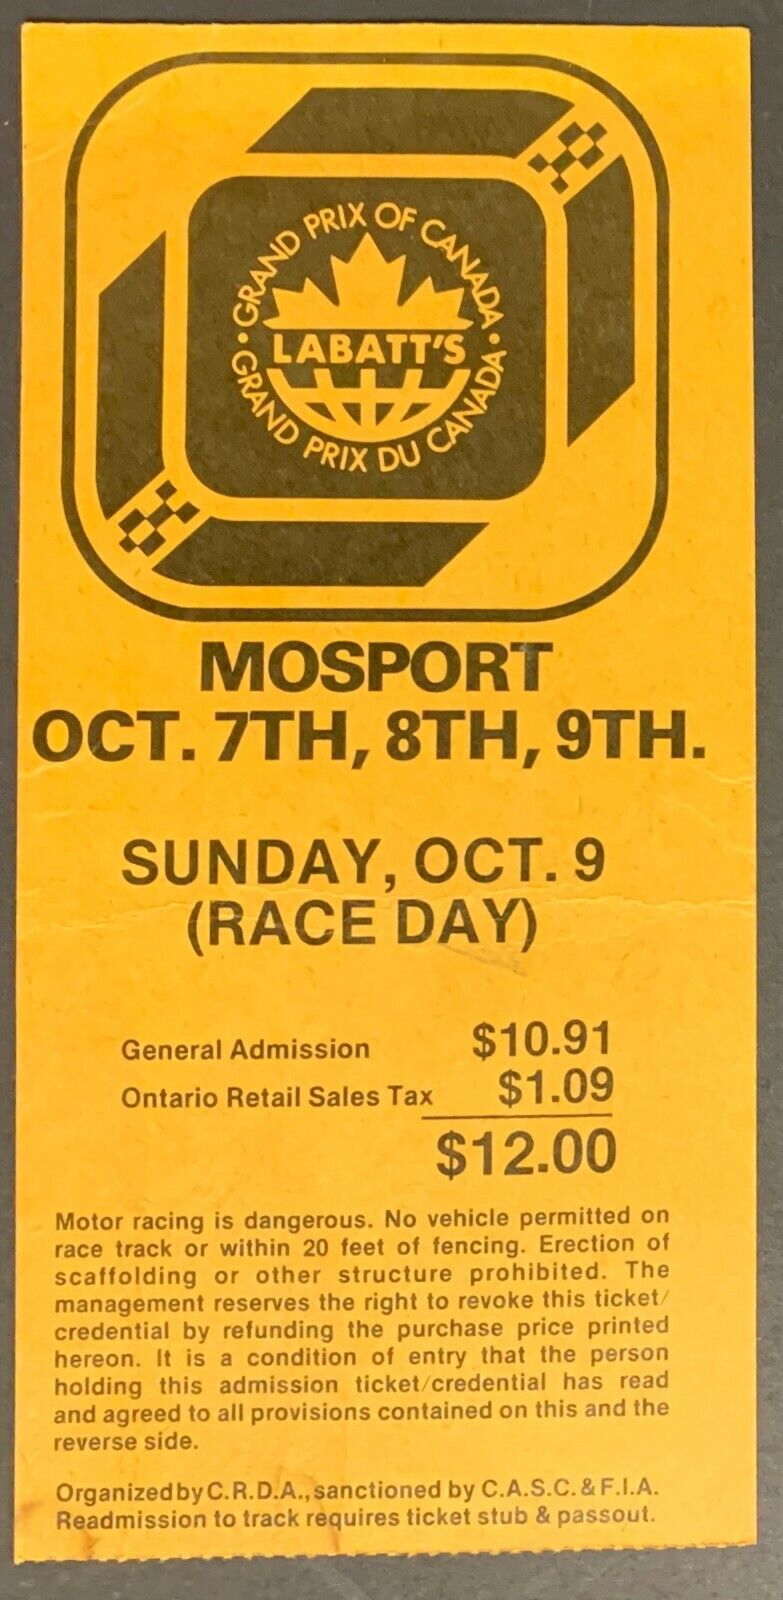 GRAND PRIX OF CANADA
LABATT'S
GRAND PRIX DU CANADA
MOSPORT
OCT. 7TH, 8TH, 9TH.
SUNDAY, OCT. 9
(RACE DAY)
General Admission $10.91
Ontario Retail Sales Tax $1.09
$12.00
Motor racing is dangerous. No vehicle permitted on
race track or within 20 feet of fencing. Erection of
scaffolding or other structure prohibited. The
management reserves the right to revoke this ticket/
credential by refunding the purchase price printed
hereon. It is a condition of entry that the person
holding this admission ticket/credential has read
and agreed to all provisions contained on this and the
reverse side.
Organized by C.R.D.A., sanctioned by C.A.S.C. & F.I.A.
Readmission to track requires ticket stub & passout.